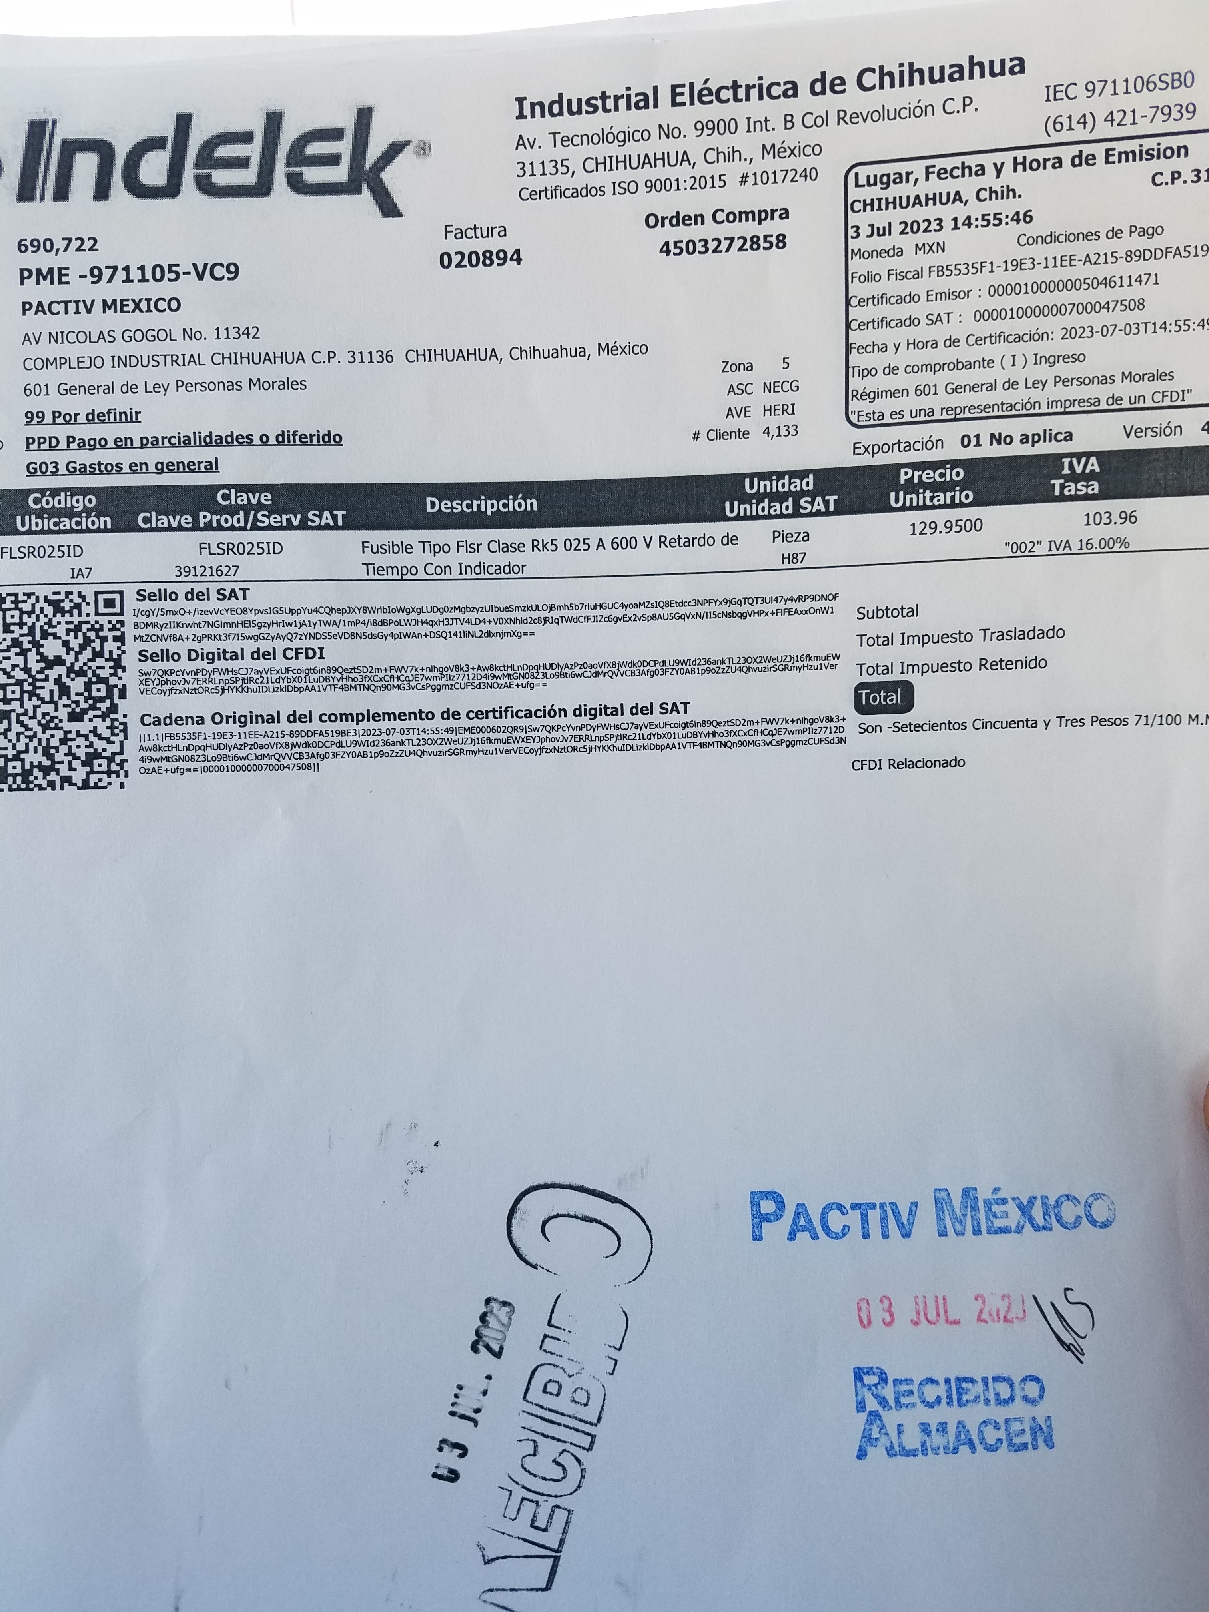 Indelek®
Industrial Eléctrica de Chihuahua
Av. Tecnológico No. 9900 Int. B Col Revolución C.P.
31135, CHIHUAHUA, Chih., México
Certificados ISO 9001:2015 #1017240
IEC 971106SB0
(614) 421-7939
690,722
PME -971105-VC9
PACTIV MEXICO
AV NICOLAS GOGOL No. 11342
COMPLEJO INDUSTRIAL CHIHUAHUA C.P. 31136 CHIHUAHUA, Chihuahua, México
601 General de Ley Personas Morales
99 Por definir
PPD Pago en parcialidades o diferido
G03 Gastos en general
Factura
020894
Orden Compra
4503272858
Zona 5
ASC NECG
AVE HERI
# Cliente 4,133
Lugar, Fecha y Hora de Emision
CHIHUAHUA, Chih. C.P.31
3 Jul 2023 14:55:46
Moneda MXN Condiciones de Pago
Folio Fiscal FB5535F1-19E3-11EE-A215-89DDFA519
Certificado Emisor : 00001000000504611471
Certificado SAT : 00001000000700047508
Fecha y Hora de Certificación: 2023-07-03T14:55:49
Tipo de comprobante ( I ) Ingreso
Régimen 601 General de Ley Personas Morales
"Esta es una representación impresa de un CFDI"
Exportación 01 No aplica Versión 4
Código Ubicación
Clave Clave Prod/Serv SAT
Descripción
Unidad Unidad SAT
Precio Unitario
IVA Tasa
FLSR025ID FLSR025ID Fusible Tipo Flsr Clase Rk5 025 A 600 V Retardo de Pieza 129.9500 103.96
IA7 39121627 Tiempo Con Indicador H87 "002" IVA 16.00%
Sello del SAT
Sello Digital del CFDI
Cadena Original del complemento de certificación digital del SAT
Subtotal
Total Impuesto Trasladado
Total Impuesto Retenido
Total
Son -Setecientos Cincuenta y Tres Pesos 71/100 M.N
CFDI Relacionado
PACTIV MÉXICO
03 JUL 2023
RECIBIDO
ALMACEN
03 JUL. 2023
RECIBIDO